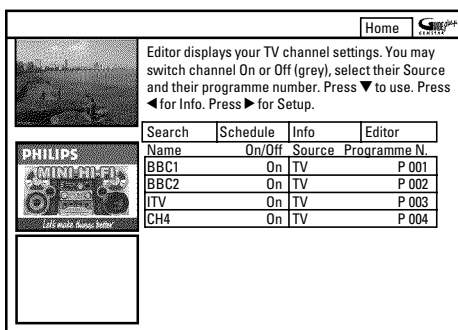 Home GUIDE Plus+
GEMSTAR
Editor displays your TV channel settings. You may
switch channel On or Off (grey), select their Source
and their programme number. Press ▼ to use. Press
◄ for Info. Press ► for Setup.
Search Schedule Info Editor
Name On/Off Source Programme N.
BBC1 On TV P 001
BBC2 On TV P 002
ITV On TV P 003
CH4 On TV P 004
PHILIPS
MINI-HI-FI
Let's make things better.